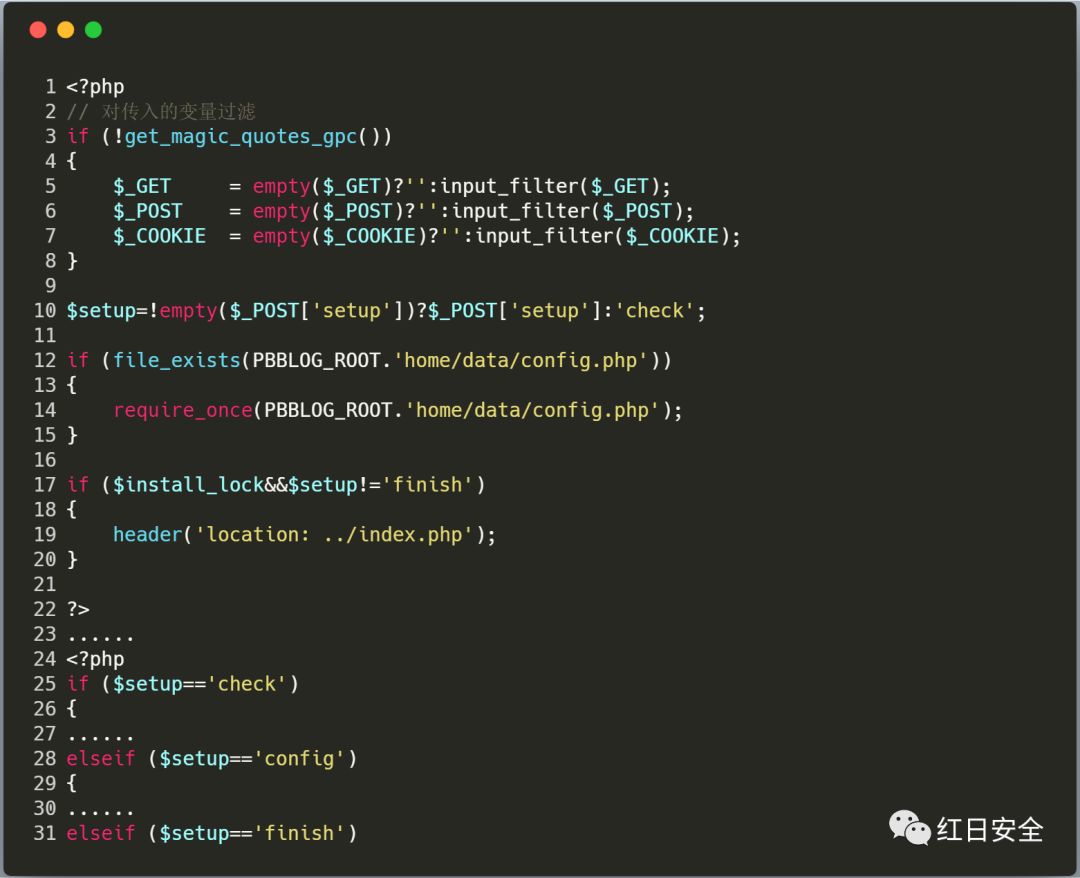 1 <?php
2 // 对传入的变量过滤
3 if (!get_magic_quotes_gpc())
4 {
5     $_GET     = empty($_GET)?'':input_filter($_GET);
6     $_POST    = empty($_POST)?'':input_filter($_POST);
7     $_COOKIE  = empty($_COOKIE)?'':input_filter($_COOKIE);
8 }
9
10 $setup=!empty($_POST['setup'])?$_POST['setup']:'check';
11
12 if (file_exists(PBBLOG_ROOT.'home/data/config.php'))
13 {
14     require_once(PBBLOG_ROOT.'home/data/config.php');
15 }
16
17 if ($install_lock&&$setup!='finish')
18 {
19     header('location: ../index.php');
20 }
21
22 ?>
23 ......
24 <?php
25 if ($setup=='check')
26 {
27 ......
28 elseif ($setup=='config')
29 {
30 ......
31 elseif ($setup=='finish')
红日安全